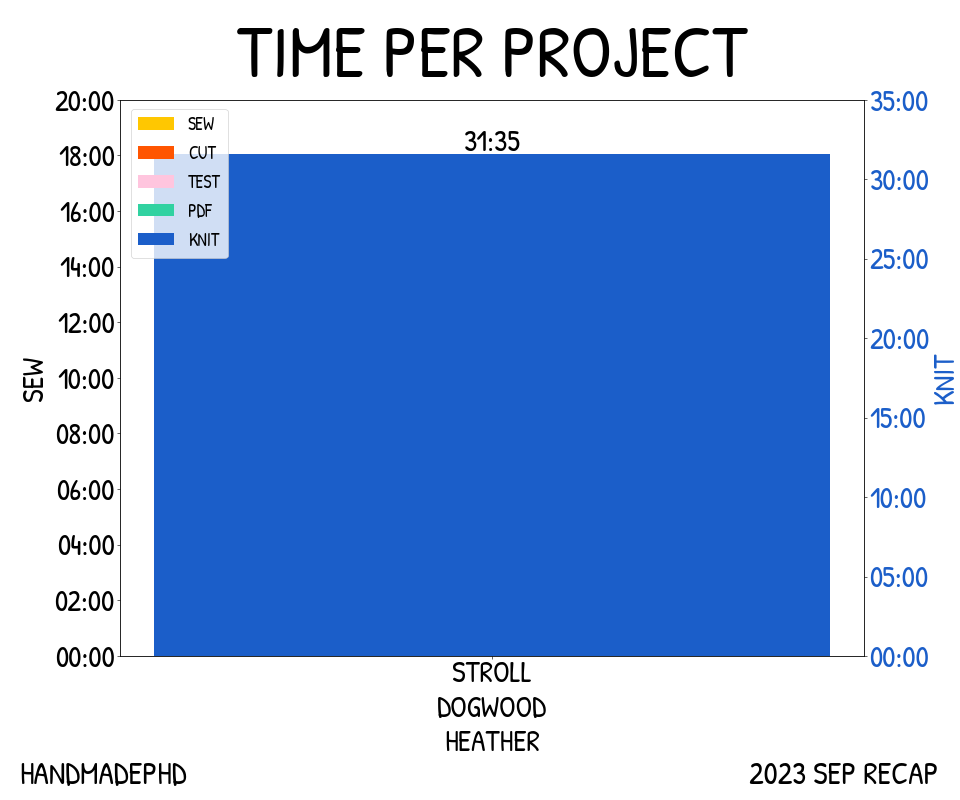 TIME PER PROJECT
20:00
18:00
16:00
14:00
12:00
10:00
08:00
06:00
04:00
02:00
00:00
SEW
SEW
CUT
TEST
PDF
KNIT
31:35
35:00
30:00
25:00
20:00
15:00
10:00
05:00
00:00
KNIT
STROLL
DOGWOOD
HEATHER
HANDMADEPHD
2023 SEP RECAP